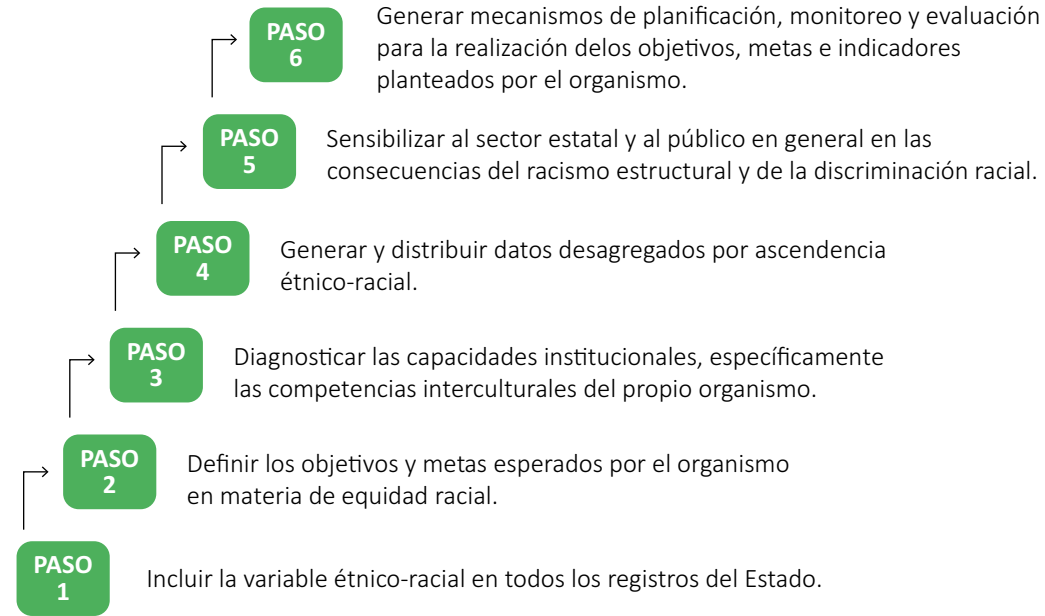 PASO
6
Generar mecanismos de planificación, monitoreo y evaluación
para la realización delos objetivos, metas e indicadores
planteados por el organismo.
PASO
5
Sensibilizar al sector estatal y al público en general en las
consecuencias del racismo estructural y de la discriminación racial.
PASO
4
Generar y distribuir datos desagregados por ascendencia
étnico-racial.
PASO
3
Diagnosticar las capacidades institucionales, específicamente
las competencias interculturales del propio organismo.
PASO
2
Definir los objetivos y metas esperados por el organismo
en materia de equidad racial.
PASO
1
Incluir la variable étnico-racial en todos los registros del Estado.